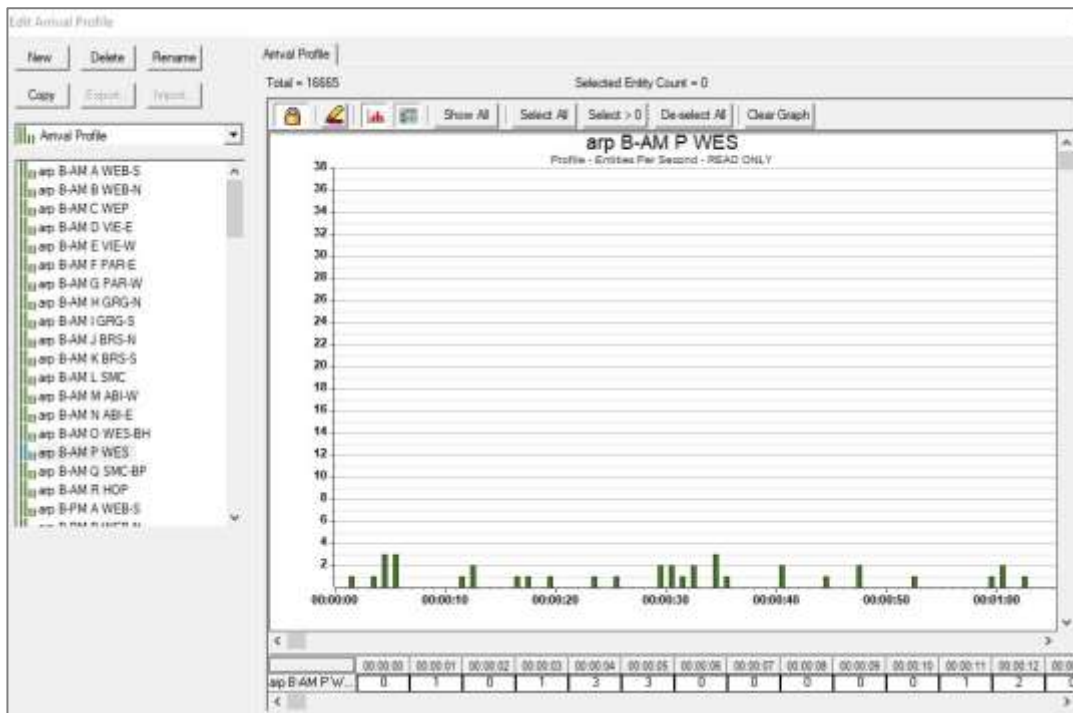 Edit Arrival Profile
New Delete Rename
Copy Export Import
Arrival Profile
arp B-AM A WEB-S
arp B-AM B WEB-N
arp B-AM C WEP
arp B-AM D VIE-E
arp B-AM E VIE-W
arp B-AM F PAR-E
arp B-AM G PAR-W
arp B-AM H GRG-N
arp B-AM I GRG-S
arp B-AM J BRS-N
arp B-AM K BRS-S
arp B-AM L SMC
arp B-AM M ABI-W
arp B-AM N ABI-E
arp B-AM O WES-BH
arp B-AM P WES
arp B-AM Q SMC-BP
arp B-AM R HOP
arp B-PM A WEB-S
Arrival Profile
Total = 16665 Selected Entity Count = 0
Show All Select All Select > 0 De-select All Clear Graph
arp B-AM P WES
Profile - Entities Per Second - READ ONLY
38
36
34
32
30
28
26
24
22
20
18
16
14
12
10
8
6
4
2
00:00:00 00:00:10 00:00:20 00:00:30 00:00:40 00:00:50 00:01:00
00:00:00 00:00:01 00:00:02 00:00:03 00:00:04 00:00:05 00:00:06 00:00:07 00:00:08 00:00:09 00:00:10 00:00:11 00:00:12
arp B-AM P W... 0 1 0 1 3 3 0 0 0 0 0 1 2